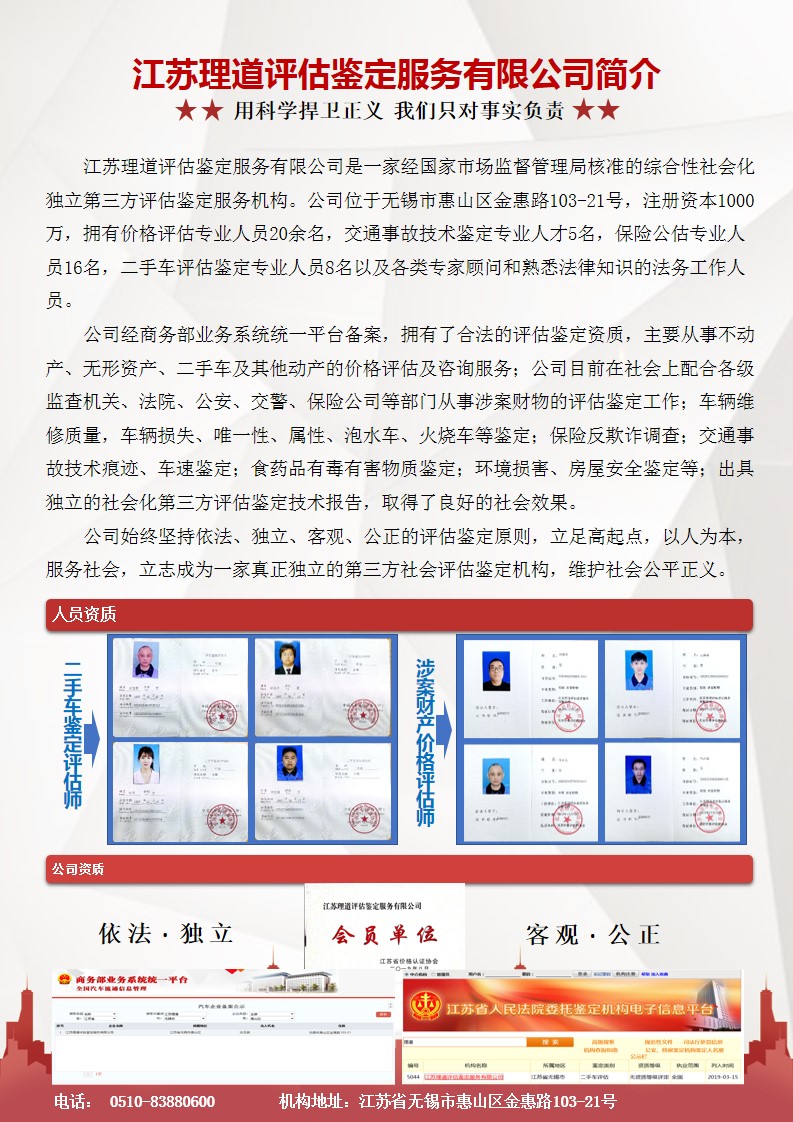 江苏理道评估鉴定服务有限公司简介
★★ 用科学捍卫正义 我们只对事实负责 ★★
江苏理道评估鉴定服务有限公司是一家经国家市场监督管理局核准的综合性社会化
独立第三方评估鉴定服务机构。公司位于无锡市惠山区金惠路103-21号，注册资本1000
万，拥有价格评估专业人员20余名，交通事故技术鉴定专业人才5名，保险公估专业人
员16名，二手车评估鉴定专业人员8名以及各类专家顾问和熟悉法律知识的法务工作人
员。
公司经商务部业务系统统一平台备案，拥有了合法的评估鉴定资质，主要从事不动
产、无形资产、二手车及其他动产的价格评估及咨询服务；公司目前在社会上配合各级
监查机关、法院、公安、交警、保险公司等部门从事涉案财物的评估鉴定工作；车辆维
修质量，车辆损失、唯一性、属性、泡水车、火烧车等鉴定；保险反欺诈调查；交通事
故技术痕迹、车速鉴定；食药品有毒有害物质鉴定；环境损害、房屋安全鉴定等；出具
独立的社会化第三方评估鉴定技术报告，取得了良好的社会效果。
公司始终坚持依法、独立、客观、公正的评估鉴定原则，立足高起点，以人为本，
服务社会，立志成为一家真正独立的第三方社会评估鉴定机构，维护社会公平正义。
人员资质
二手车鉴定评估师
涉案财产价格评估师
公司资质
依法·独立
江苏理道评估鉴定服务有限公司
会员单位
江苏省价格认证协会
二〇一九年八月
客观·公正
商务部业务系统统一平台
全国汽车流通信息管理
汽车企业备案公示
江苏省人民法院委托鉴定机构电子信息平台
搜索
编号 机构名称 所属地区 鉴定类别 资质等级 执业范围 列入时间
5044 江苏理道评估鉴定服务有限公司 江苏省无锡市 二手车评估 无资质等级评定 全国 2019-03-15
电话： 0510-83880600 机构地址：江苏省无锡市惠山区金惠路103-21号